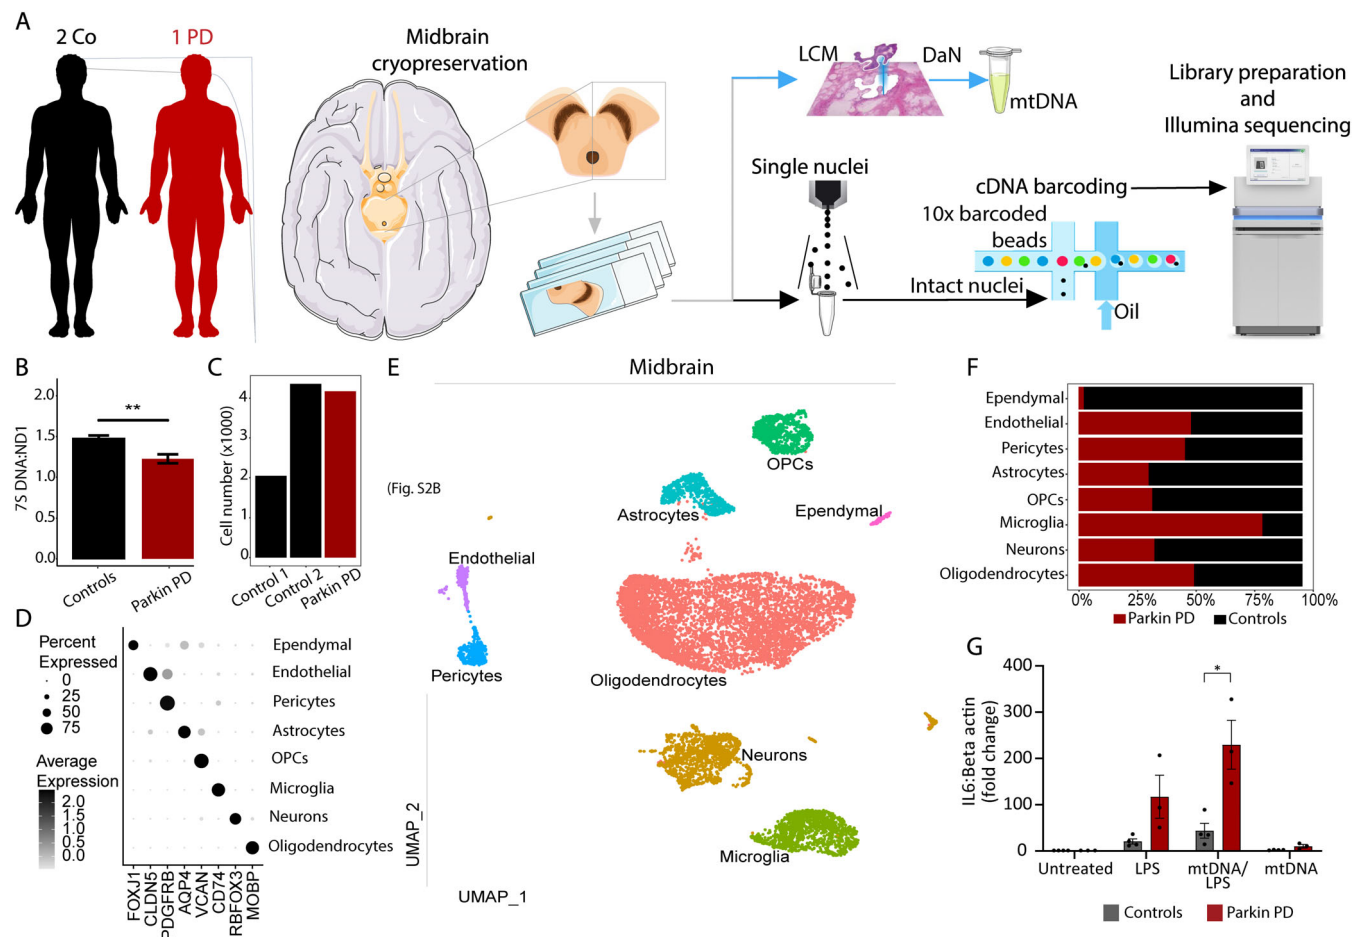 A
2 Co
1 PD
Midbrain
cryopreservation
LCM
DaN
mtDNA
Library preparation
and
Illumina sequencing
Single nuclei
cDNA barcoding
10x barcoded
beads
Intact nuclei
Oil
B
7S DNA:ND1
2.0
1.5
1.0
0.5
0.0
**
Controls
Parkin PD
C
Cell number (x1000)
4
3
2
1
0
Control 1
Control 2
Parkin PD
D
Percent
Expressed
0
25
50
75
Average
Expression
2.0
1.5
1.0
0.5
0.0
Ependymal
Endothelial
Pericytes
Astrocytes
OPCs
Microglia
Neurons
Oligodendrocytes
FOXJ1
CLDN5
PDGFRB
AQP4
VCAN
CD74
RBFOX3
MOBP
E
Midbrain
(Fig. S2B
OPCs
Astrocytes
Ependymal
Endothelial
Pericytes
Oligodendrocytes
Neurons
Microglia
UMAP_2
UMAP_1
F
Ependymal
Endothelial
Pericytes
Astrocytes
OPCs
Microglia
Neurons
Oligodendrocytes
0% 25% 50% 75% 100%
Parkin PD Controls
G
IL6:Beta actin
(fold change)
400
300
200
100
0
*
Untreated
LPS
mtDNA/
LPS
mtDNA
Controls Parkin PD